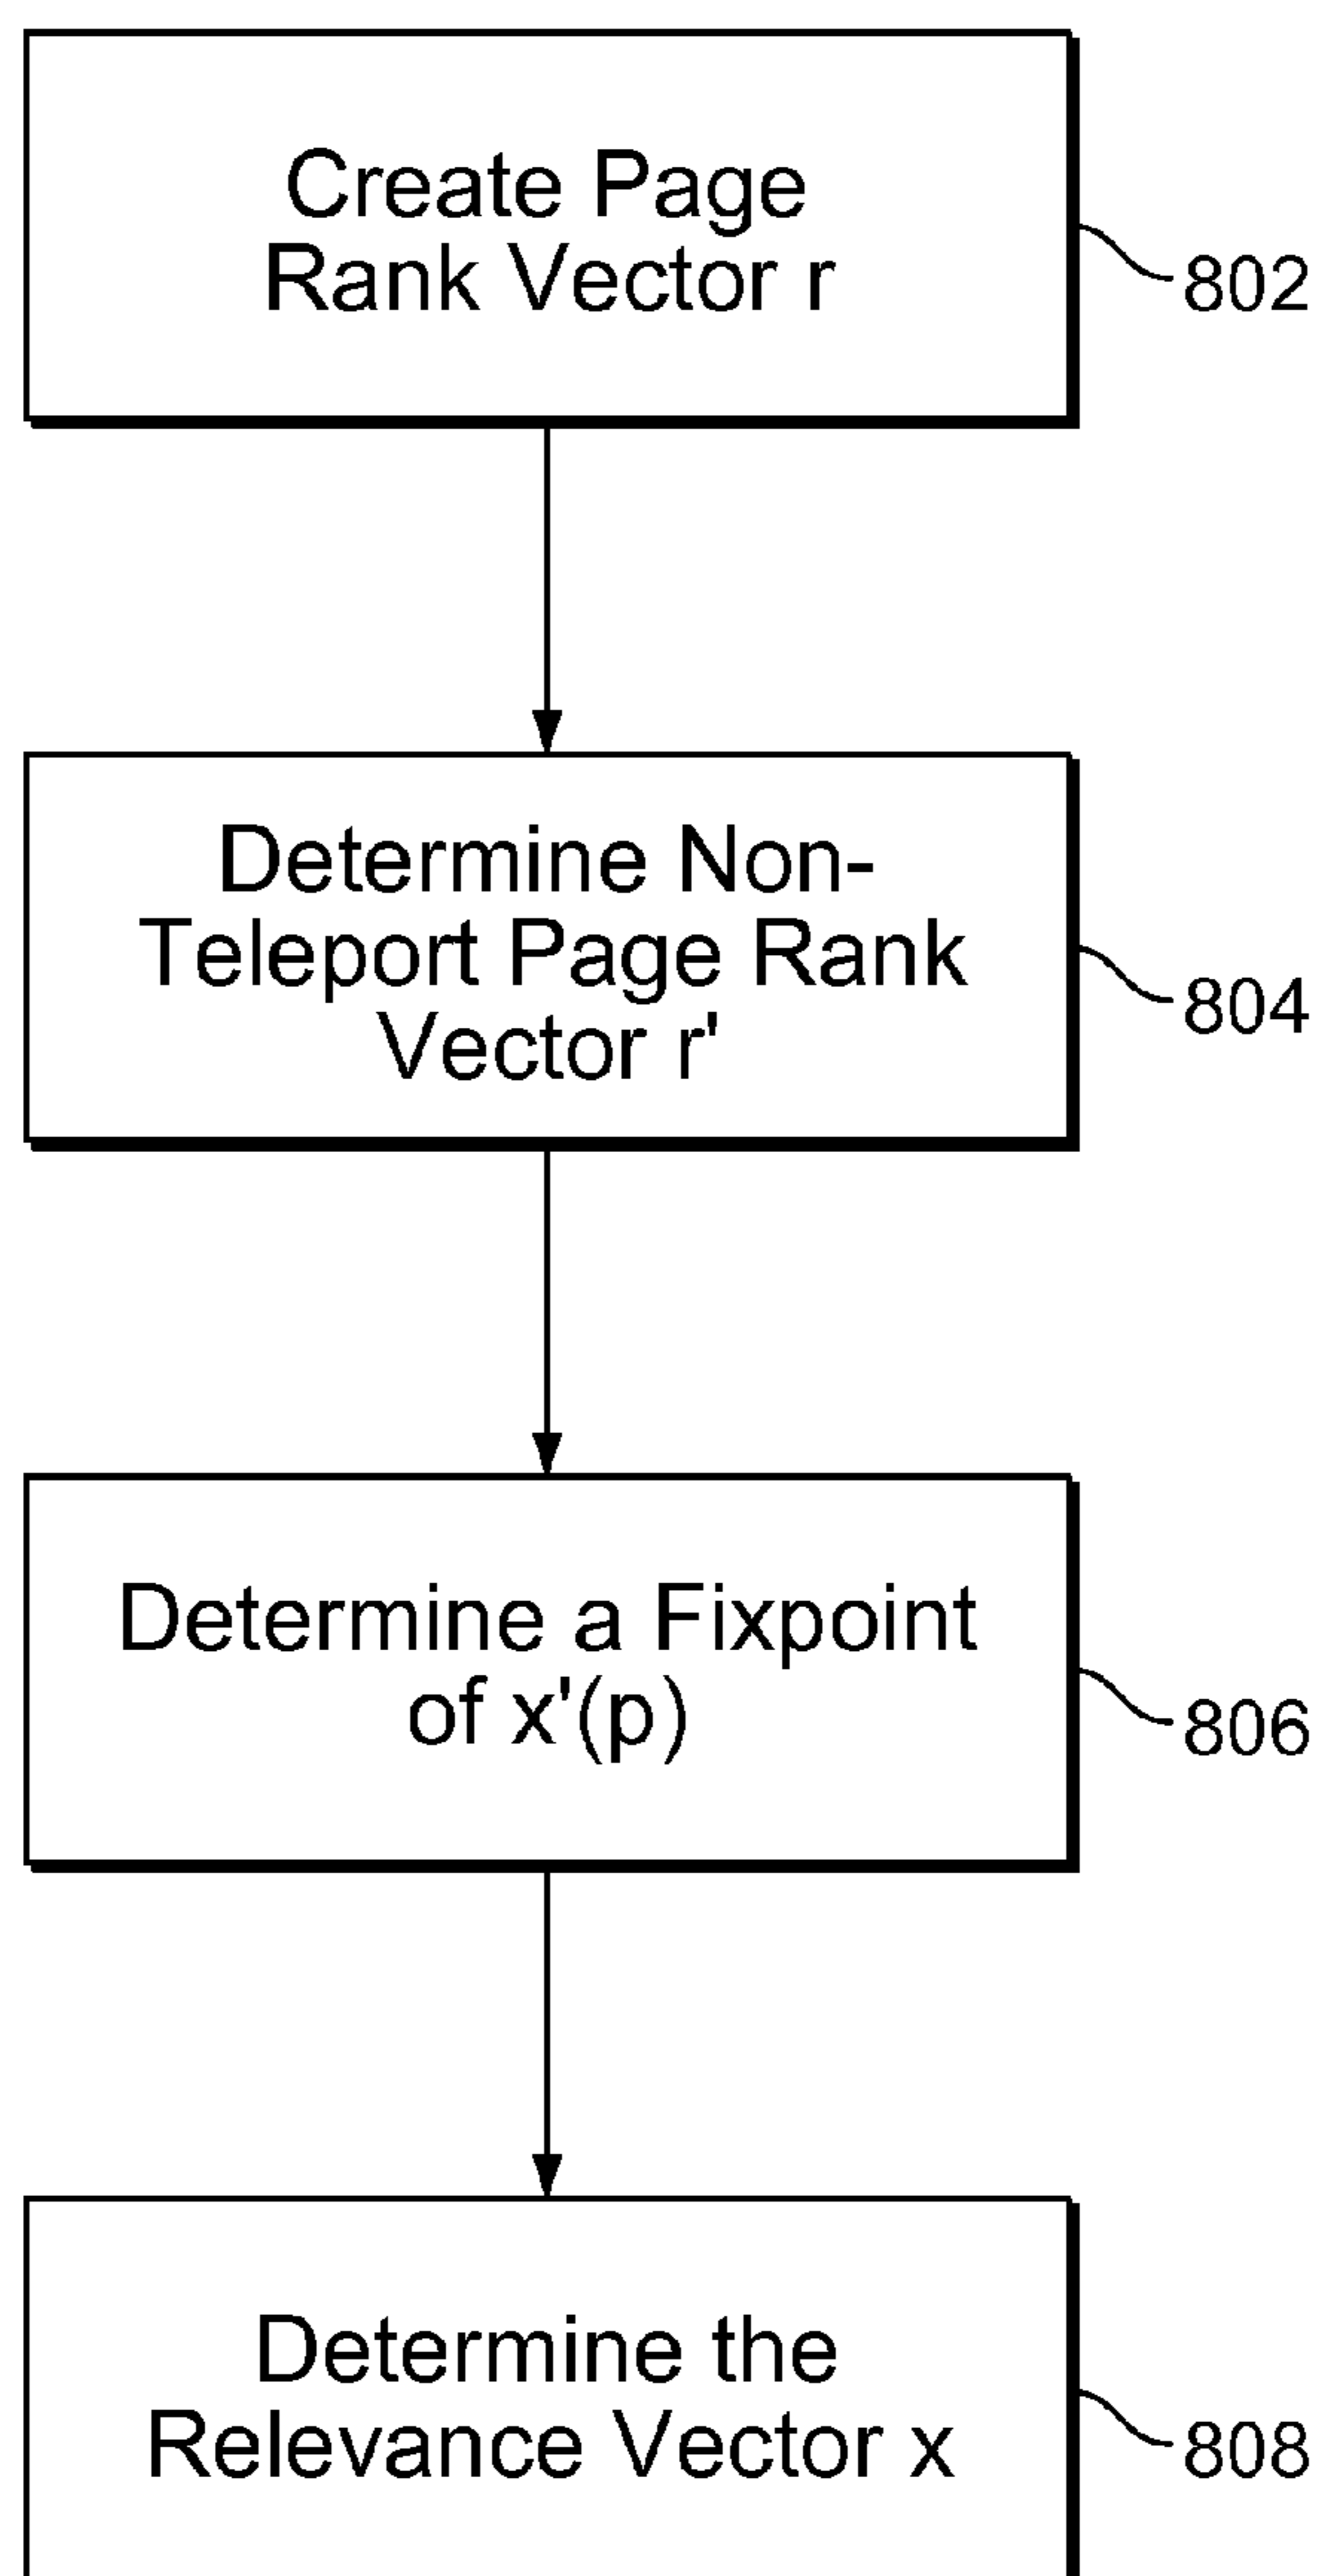 Create Page
Rank Vector r
802
Determine Non-
Teleport Page Rank
Vector r'
804
Determine a Fixpoint
of x'(p)
806
Determine the
Relevance Vector x
808